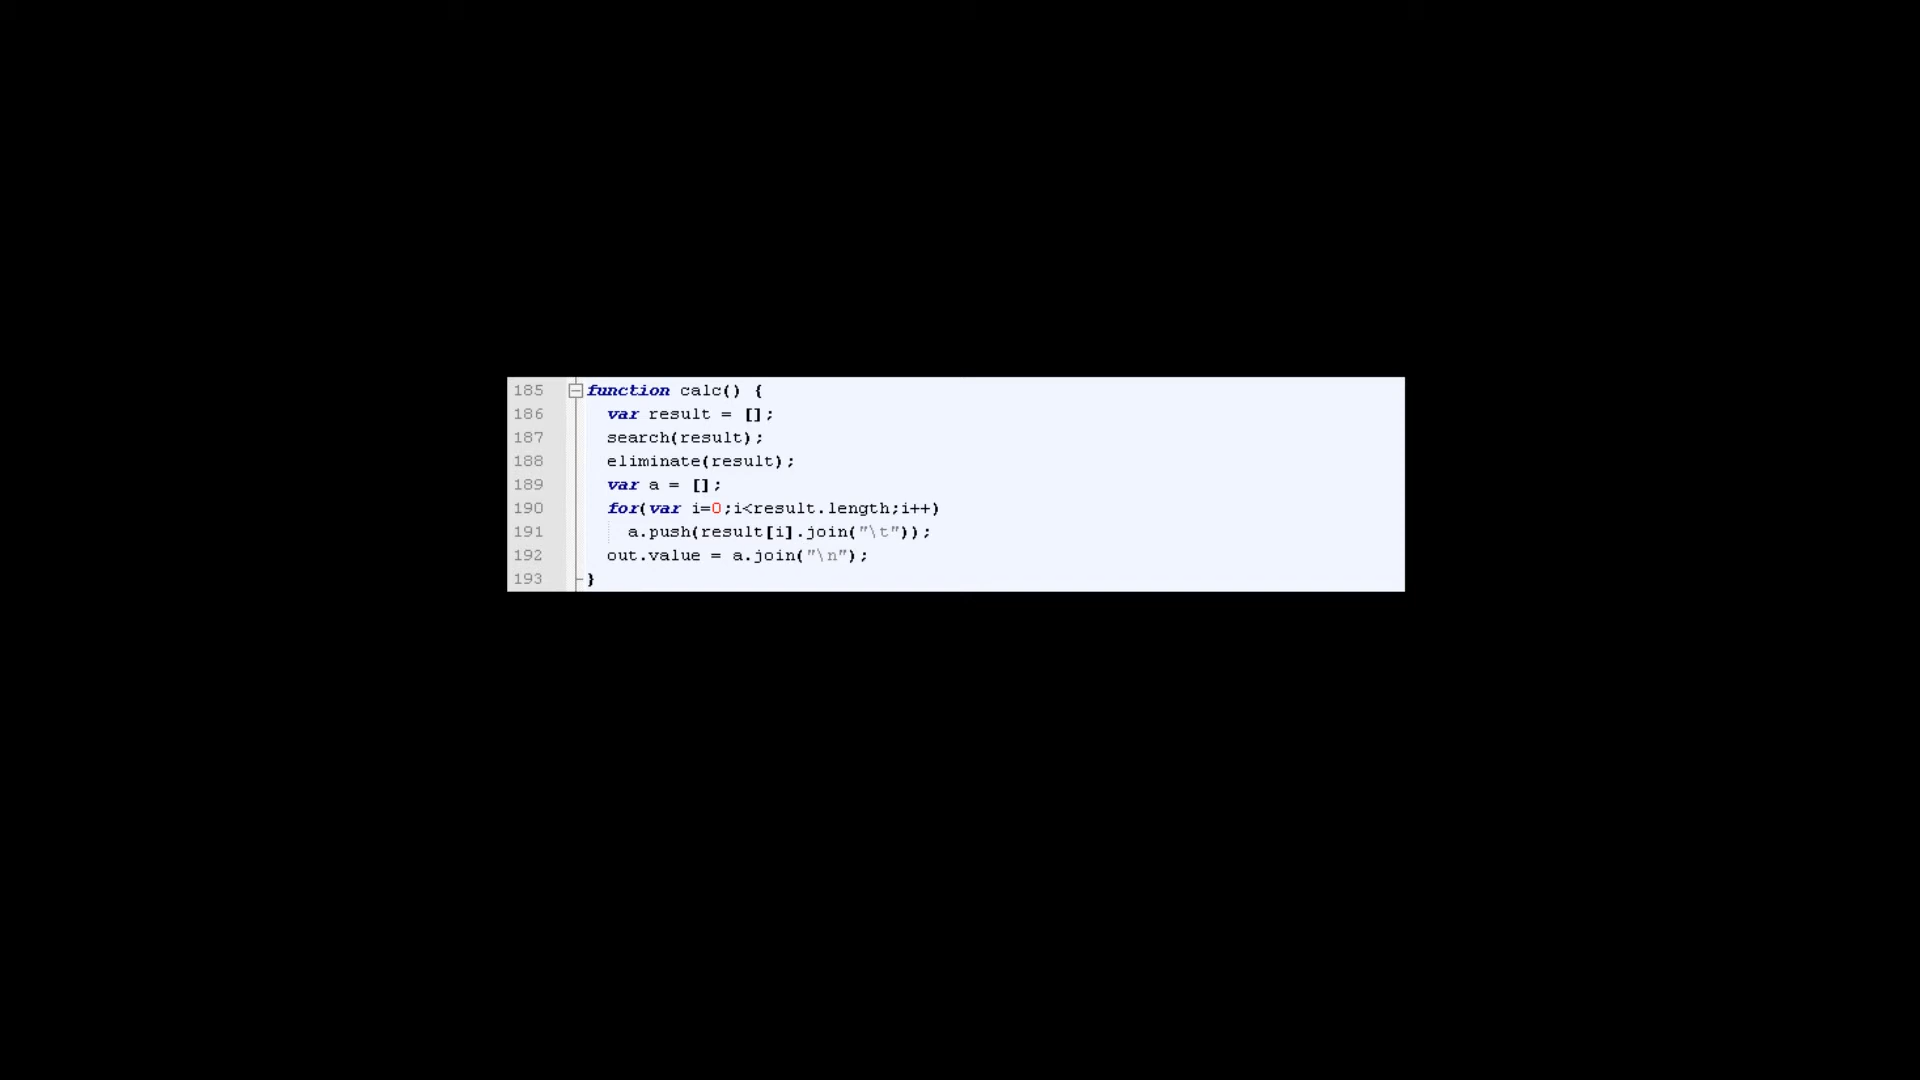 185 function calc() {
186 var result = [];
187 search(result);
188 eliminate(result);
189 var a = [];
190 for(var i=0;i<result.length;i++)
191 a.push(result[i].join("\t"));
192 out.value = a.join("\n");
193 }